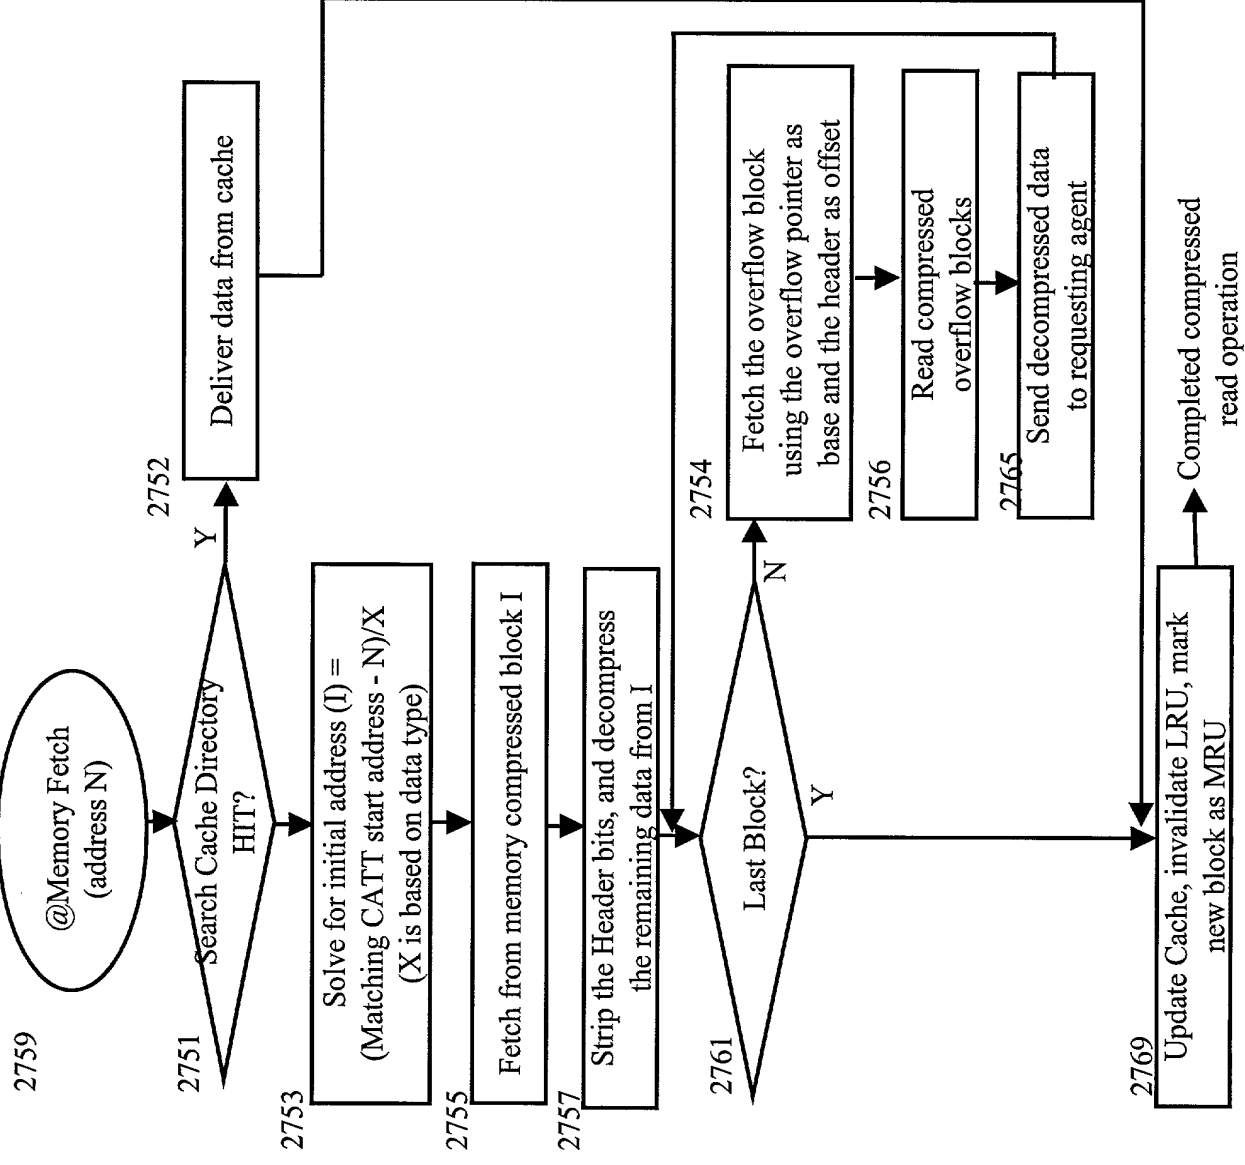 2759
@Memory Fetch
(address N)
2751
Search Cache Directory
HIT?
Y
2752
Deliver data from cache
2753
Solve for initial address (I) =
(Matching CATT start address - N)/X
(X is based on data type)
2755
Fetch from memory compressed block I
2757
Strip the Header bits, and decompress
the remaining data from I
2761
Last Block?
N
Y
2754
Fetch the overflow block
using the overflow pointer as
base and the header as offset
2756
Read compressed
overflow blocks
2765
Send decompressed data
to requesting agent
2769
Update Cache, invalidate LRU, mark
new block as MRU
Completed compressed
read operation